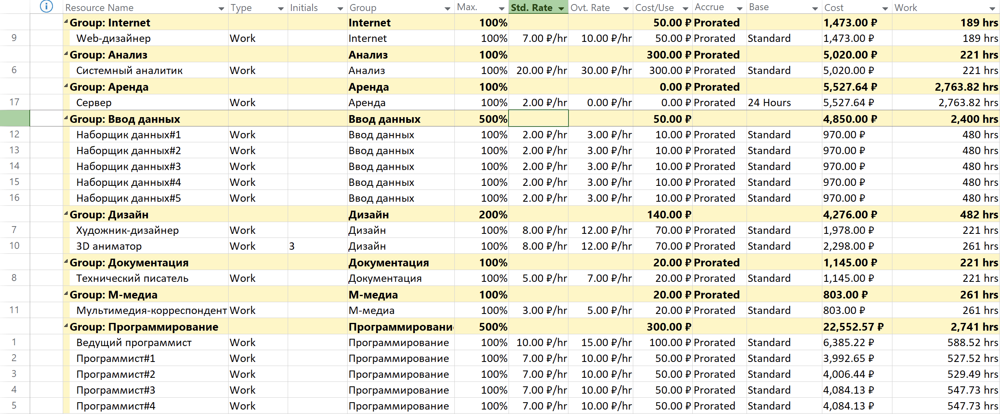 Resource Name Type Initials Group Max. Std. Rate Ovt. Rate Cost/Use Accrue Base Cost Work
Group: Internet Internet 100% 50.00 ₽ Prorated 1,473.00 ₽ 189 hrs
9 Web-дизайнер Work Internet 100% 7.00 ₽/hr 10.00 ₽/hr 50.00 ₽ Prorated Standard 1,473.00 ₽ 189 hrs
Group: Анализ Анализ 100% 300.00 ₽ Prorated 5,020.00 ₽ 221 hrs
6 Системный аналитик Work Анализ 100% 20.00 ₽/hr 30.00 ₽/hr 300.00 ₽ Prorated Standard 5,020.00 ₽ 221 hrs
Group: Аренда Аренда 100% 0.00 ₽ Prorated 5,527.64 ₽ 2,763.82 hrs
17 Сервер Work Аренда 100% 2.00 ₽/hr 0.00 ₽/hr 0.00 ₽ Prorated 24 Hours 5,527.64 ₽ 2,763.82 hrs
Group: Ввод данных Ввод данных 500% 50.00 ₽ 4,850.00 ₽ 2,400 hrs
12 Наборщик данных#1 Work Ввод данных 100% 2.00 ₽/hr 3.00 ₽/hr 10.00 ₽ Prorated Standard 970.00 ₽ 480 hrs
13 Наборщик данных#2 Work Ввод данных 100% 2.00 ₽/hr 3.00 ₽/hr 10.00 ₽ Prorated Standard 970.00 ₽ 480 hrs
14 Наборщик данных#3 Work Ввод данных 100% 2.00 ₽/hr 3.00 ₽/hr 10.00 ₽ Prorated Standard 970.00 ₽ 480 hrs
15 Наборщик данных#4 Work Ввод данных 100% 2.00 ₽/hr 3.00 ₽/hr 10.00 ₽ Prorated Standard 970.00 ₽ 480 hrs
16 Наборщик данных#5 Work Ввод данных 100% 2.00 ₽/hr 3.00 ₽/hr 10.00 ₽ Prorated Standard 970.00 ₽ 480 hrs
Group: Дизайн Дизайн 200% 140.00 ₽ 4,276.00 ₽ 482 hrs
7 Художник-дизайнер Work Дизайн 100% 8.00 ₽/hr 12.00 ₽/hr 70.00 ₽ Prorated Standard 1,978.00 ₽ 221 hrs
10 3D аниматор Work 3 Дизайн 100% 8.00 ₽/hr 12.00 ₽/hr 70.00 ₽ Prorated Standard 2,298.00 ₽ 261 hrs
Group: Документация Документация 100% 20.00 ₽ Prorated 1,145.00 ₽ 221 hrs
8 Технический писатель Work Документация 100% 5.00 ₽/hr 7.00 ₽/hr 20.00 ₽ Prorated Standard 1,145.00 ₽ 221 hrs
Group: М-медиа М-медиа 100% 20.00 ₽ Prorated 803.00 ₽ 261 hrs
11 Мультимедия-корреспондент Work М-медиа 100% 3.00 ₽/hr 5.00 ₽/hr 20.00 ₽ Prorated Standard 803.00 ₽ 261 hrs
Group: Программирование Программировани 500% 300.00 ₽ 22,552.57 ₽ 2,741 hrs
1 Ведущий программист Work Программирование 100% 10.00 ₽/hr 15.00 ₽/hr 100.00 ₽ Prorated Standard 6,385.22 ₽ 588.52 hrs
2 Программист#1 Work Программирование 100% 7.00 ₽/hr 10.00 ₽/hr 50.00 ₽ Prorated Standard 3,992.65 ₽ 527.52 hrs
3 Программист#2 Work Программирование 100% 7.00 ₽/hr 10.00 ₽/hr 50.00 ₽ Prorated Standard 4,006.44 ₽ 529.49 hrs
4 Программист#3 Work Программирование 100% 7.00 ₽/hr 10.00 ₽/hr 50.00 ₽ Prorated Standard 4,084.13 ₽ 547.73 hrs
5 Программист#4 Work Программирование 100% 7.00 ₽/hr 10.00 ₽/hr 50.00 ₽ Prorated Standard 4,084.13 ₽ 547.73 hrs